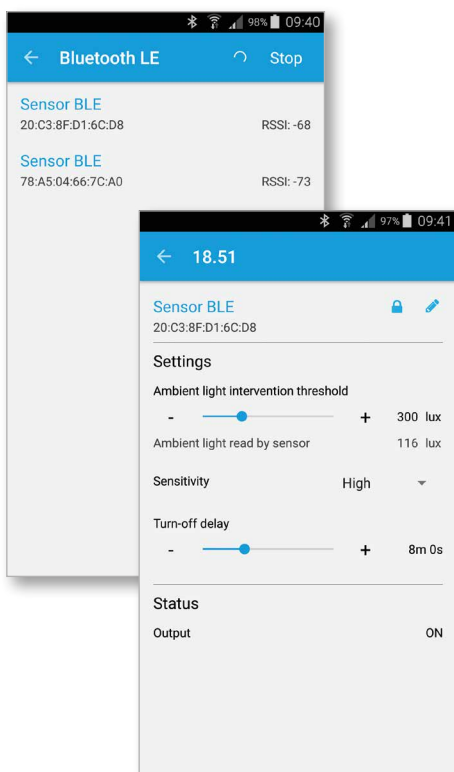 98% 09:40
Bluetooth LE Stop
Sensor BLE
20:C3:8F:D1:6C:D8 RSSI: -68
Sensor BLE
78:A5:04:66:7C:A0 RSSI: -73
97% 09:41
18.51
Sensor BLE
20:C3:8F:D1:6C:D8
Settings
Ambient light intervention threshold
- + 300 lux
Ambient light read by sensor 116 lux
Sensitivity High
Turn-off delay
- + 8m 0s
Status
Output ON